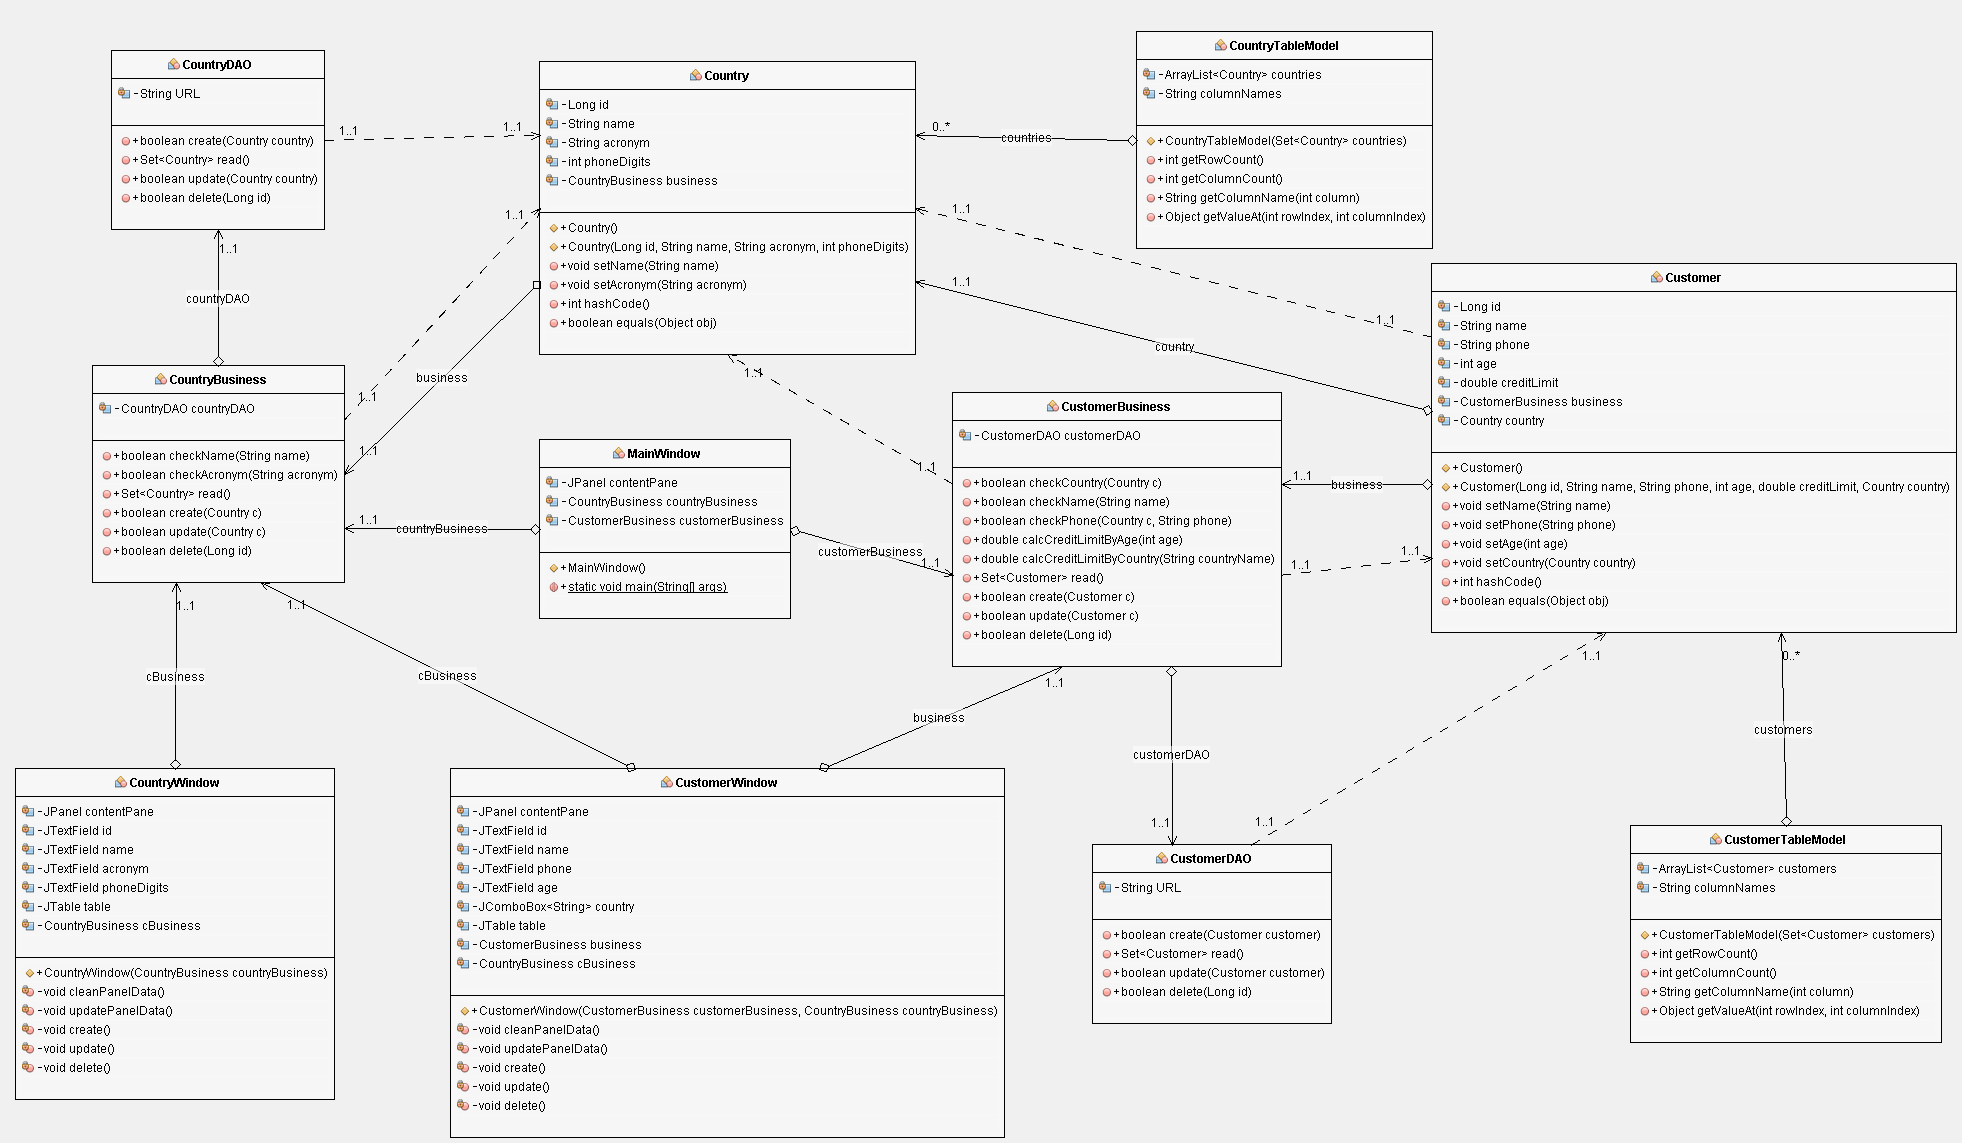 CountryDAO
- String URL
+ boolean create(Country country)
+ Set<Country> read()
+ boolean update(Country country)
+ boolean delete(Long id)
1..1
1..1
Country
- Long id
- String name
- String acronym
- int phoneDigits
- CountryBusiness business
+ Country()
+ Country(Long id, String name, String acronym, int phoneDigits)
+ void setName(String name)
+ void setAcronym(String acronym)
+ int hashCode()
+ boolean equals(Object obj)
0..*
countries
CountryTableModel
- ArrayList<Country> countries
- String columnNames
+ CountryTableModel(Set<Country> countries)
+ int getRowCount()
+ int getColumnCount()
+ String getColumnName(int column)
+ Object getValueAt(int rowIndex, int columnIndex)
1..1
countryDAO
1..1
1..1
business
1..1
1..1
1..1
1..1
country
1..1
1..1
Customer
- Long id
- String name
- String phone
- int age
- double creditLimit
- CustomerBusiness business
- Country country
+ Customer()
+ Customer(Long id, String name, String phone, int age, double creditLimit, Country country)
+ void setName(String name)
+ void setPhone(String phone)
+ void setAge(int age)
+ void setCountry(Country country)
+ int hashCode()
+ boolean equals(Object obj)
CountryBusiness
- CountryDAO countryDAO
+ boolean checkName(String name)
+ boolean checkAcronym(String acronym)
+ Set<Country> read()
+ boolean create(Country c)
+ boolean update(Country c)
+ boolean delete(Long id)
1..1
countryBusiness
MainWindow
- JPanel contentPane
- CountryBusiness countryBusiness
- CustomerBusiness customerBusiness
+ MainWindow()
+ static void main(String[] args)
customerBusiness
1..1
1..1
CustomerBusiness
- CustomerDAO customerDAO
+ boolean checkCountry(Country c)
+ boolean checkName(String name)
+ boolean checkPhone(Country c, String phone)
+ double calcCreditLimitByAge(int age)
+ double calcCreditLimitByCountry(String countryName)
+ Set<Customer> read()
+ boolean create(Customer c)
+ boolean update(Customer c)
+ boolean delete(Long id)
1..1
business
1..1
1..1
1..1
cBusiness
1..1
cBusiness
1..1
business
customerDAO
1..1
1..1
1..1
0..*
customers
CountryWindow
- JPanel contentPane
- JTextField id
- JTextField name
- JTextField acronym
- JTextField phoneDigits
- JTable table
- CountryBusiness cBusiness
+ CountryWindow(CountryBusiness countryBusiness)
- void cleanPanelData()
- void updatePanelData()
- void create()
- void update()
- void delete()
CustomerWindow
- JPanel contentPane
- JTextField id
- JTextField name
- JTextField phone
- JTextField age
- JComboBox<String> country
- JTable table
- CustomerBusiness business
- CountryBusiness cBusiness
+ CustomerWindow(CustomerBusiness customerBusiness, CountryBusiness countryBusiness)
- void cleanPanelData()
- void updatePanelData()
- void create()
- void update()
- void delete()
CustomerDAO
- String URL
+ boolean create(Customer customer)
+ Set<Customer> read()
+ boolean update(Customer customer)
+ boolean delete(Long id)
CustomerTableModel
- ArrayList<Customer> customers
- String columnNames
+ CustomerTableModel(Set<Customer> customers)
+ int getRowCount()
+ int getColumnCount()
+ String getColumnName(int column)
+ Object getValueAt(int rowIndex, int columnIndex)